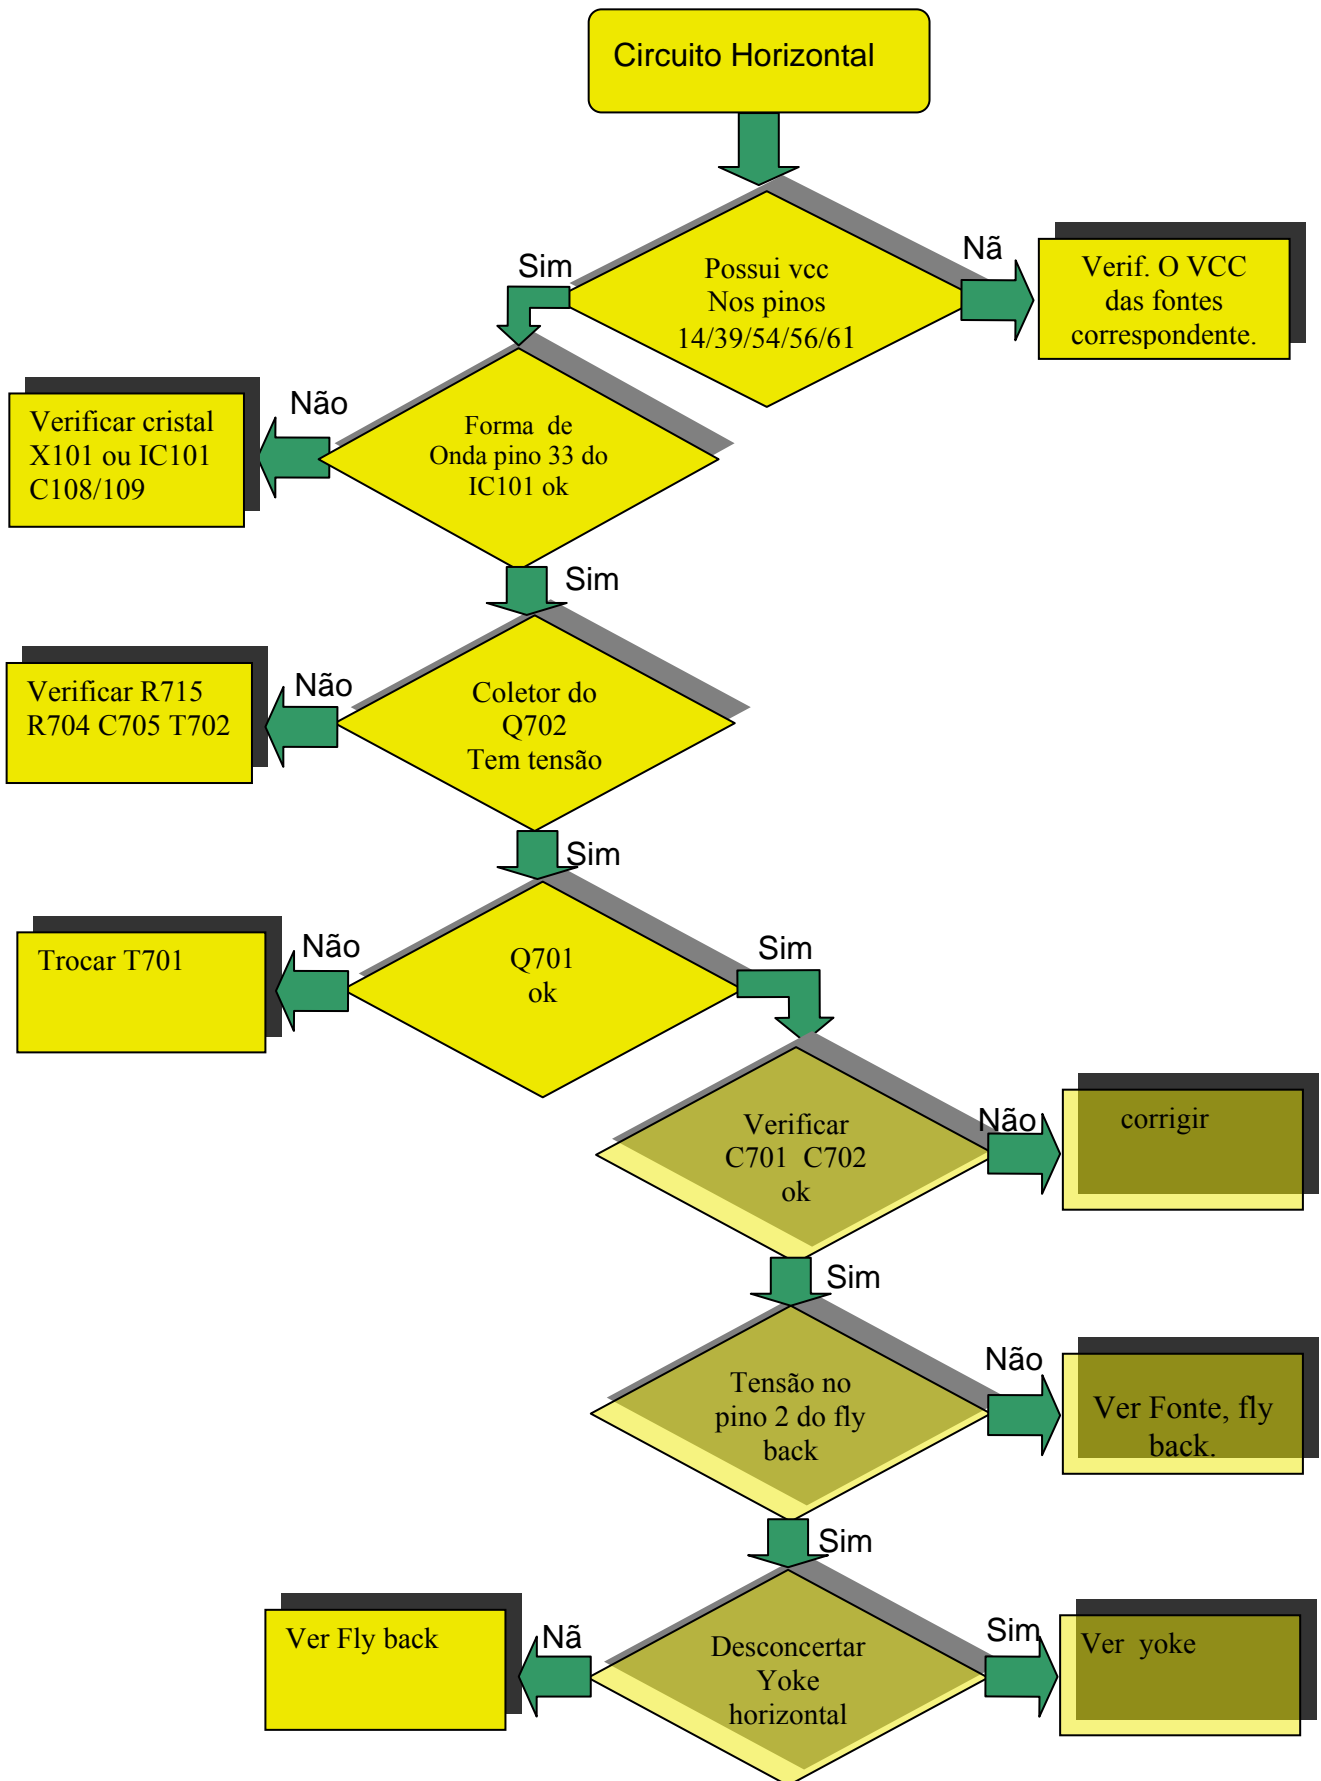 Circuito Horizontal
Sim
Possui vcc
Nos pinos
14/39/54/56/61
Nã
Verif. O VCC
das fontes
correspondente.
Verificar cristal
X101 ou IC101
C108/109
Não
Forma de
Onda pino 33 do
IC101 ok
Sim
Verificar R715
R704 C705 T702
Não
Coletor do
Q702
Tem tensão
Sim
Trocar T701
Não
Q701
ok
Sim
Verificar
C701 C702
ok
Não
corrigir
Sim
Tensão no
pino 2 do fly
back
Não
Ver Fonte, fly
back.
Sim
Ver Fly back
Nã
Desconcertar
Yoke
horizontal
Sim
Ver yoke